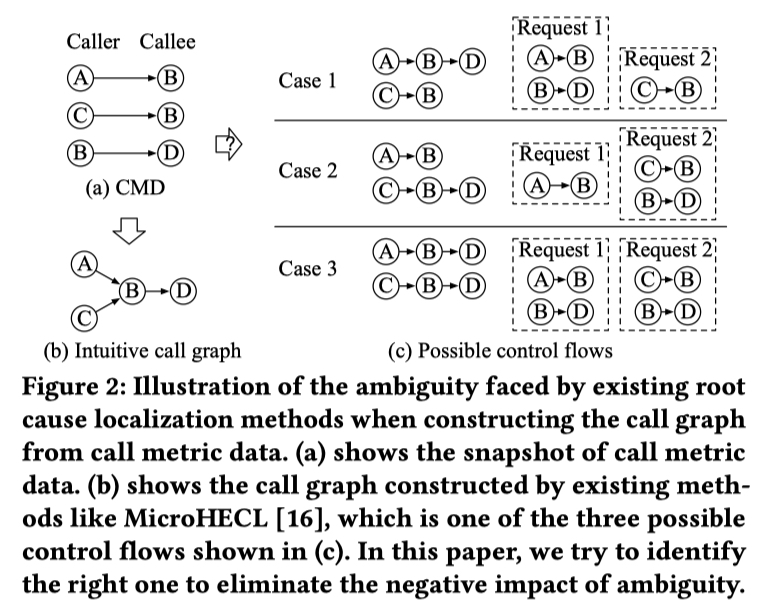 Caller Callee
A B
C B
B D
(a) CMD
A
B D
C
(b) Intuitive call graph
?
Case 1
A B D
C B
Request 1
A B
B D
Request 2
C B
Case 2
A B
C B D
Request 1
A B
Request 2
C B
B D
Case 3
A B D
C B D
Request 1
A B
B D
Request 2
C B
B D
(c) Possible control flows
Figure 2: Illustration of the ambiguity faced by existing root
cause localization methods when constructing the call graph
from call metric data. (a) shows the snapshot of call metric
data. (b) shows the call graph constructed by existing meth-
ods like MicroHECL [16], which is one of the three possible
control flows shown in (c). In this paper, we try to identify
the right one to eliminate the negative impact of ambiguity.